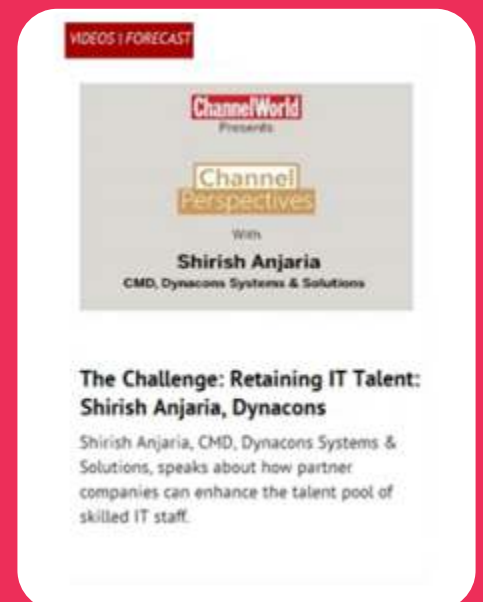 VIDEOS | FORECAST
ChannelWorld
Presents
Channel
Perspectives
With
Shirish Anjaria
CMD, Dynacons Systems & Solutions
The Challenge: Retaining IT Talent:
Shirish Anjaria, Dynacons
Shirish Anjaria, CMD, Dynacons Systems &
Solutions, speaks about how partner
companies can enhance the talent pool of
skilled IT staff.